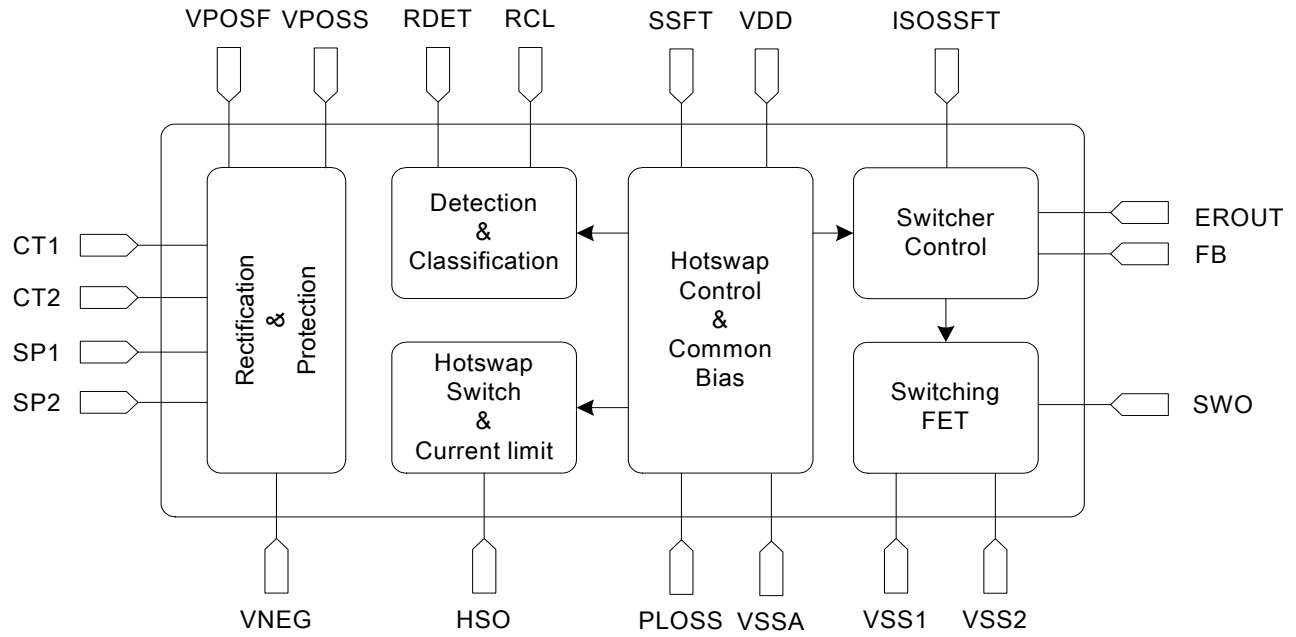 VPOSF
VPOSS
RDET
RCL
SSFT
VDD
ISOSSFT
CT1
CT2
SP1
SP2
Rectification
&
Protection
Detection
&
Classification
Hotswap
Switch
&
Current limit
Hotswap
Control
&
Common
Bias
Switcher
Control
Switching
FET
EROUT
FB
SWO
VNEG
HSO
PLOSS
VSSA
VSS1
VSS2